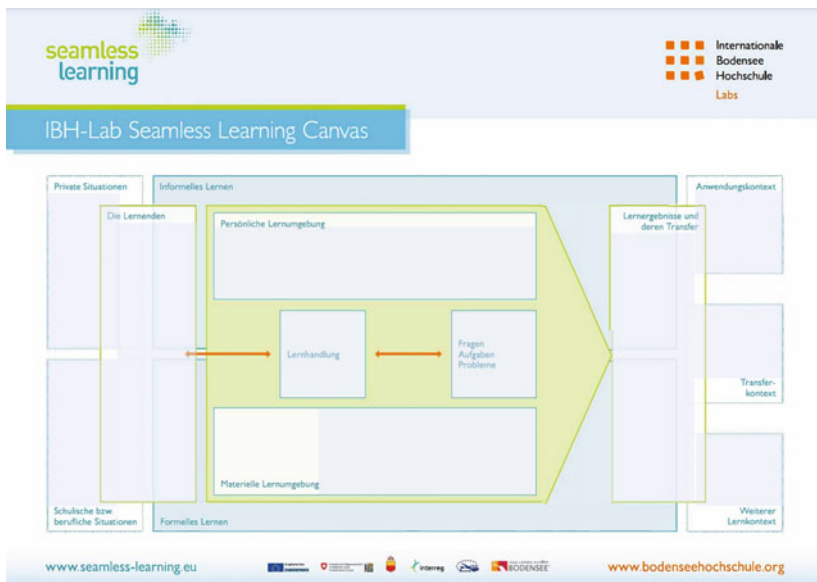 seamless
learning
Internationale
Bodensee
Hochschule
Labs
IBH-Lab Seamless Learning Canvas
Private Situationen
Informelles Lernen
Anwendungskontext
Die Lernenden
Persönliche Lernumgebung
Lernergebnisse und
deren Transfer
Lernhandlung
Fragen
Aufgaben
Probleme
Transfer-
kontext
Materielle Lernumgebung
Schulische bzw.
berufliche Situationen
Formelles Lernen
Weiterer
Lernkontext
www.seamless-learning.eu
interreg
BODENSEE
www.bodenseehochschule.org